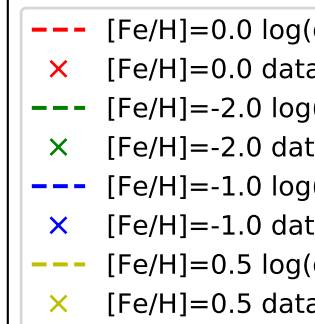 [Fe/H]=0.0 log(
[Fe/H]=0.0 data
[Fe/H]=-2.0 log(
[Fe/H]=-2.0 dat
[Fe/H]=-1.0 log(
[Fe/H]=-1.0 dat
[Fe/H]=0.5 log(
[Fe/H]=0.5 data